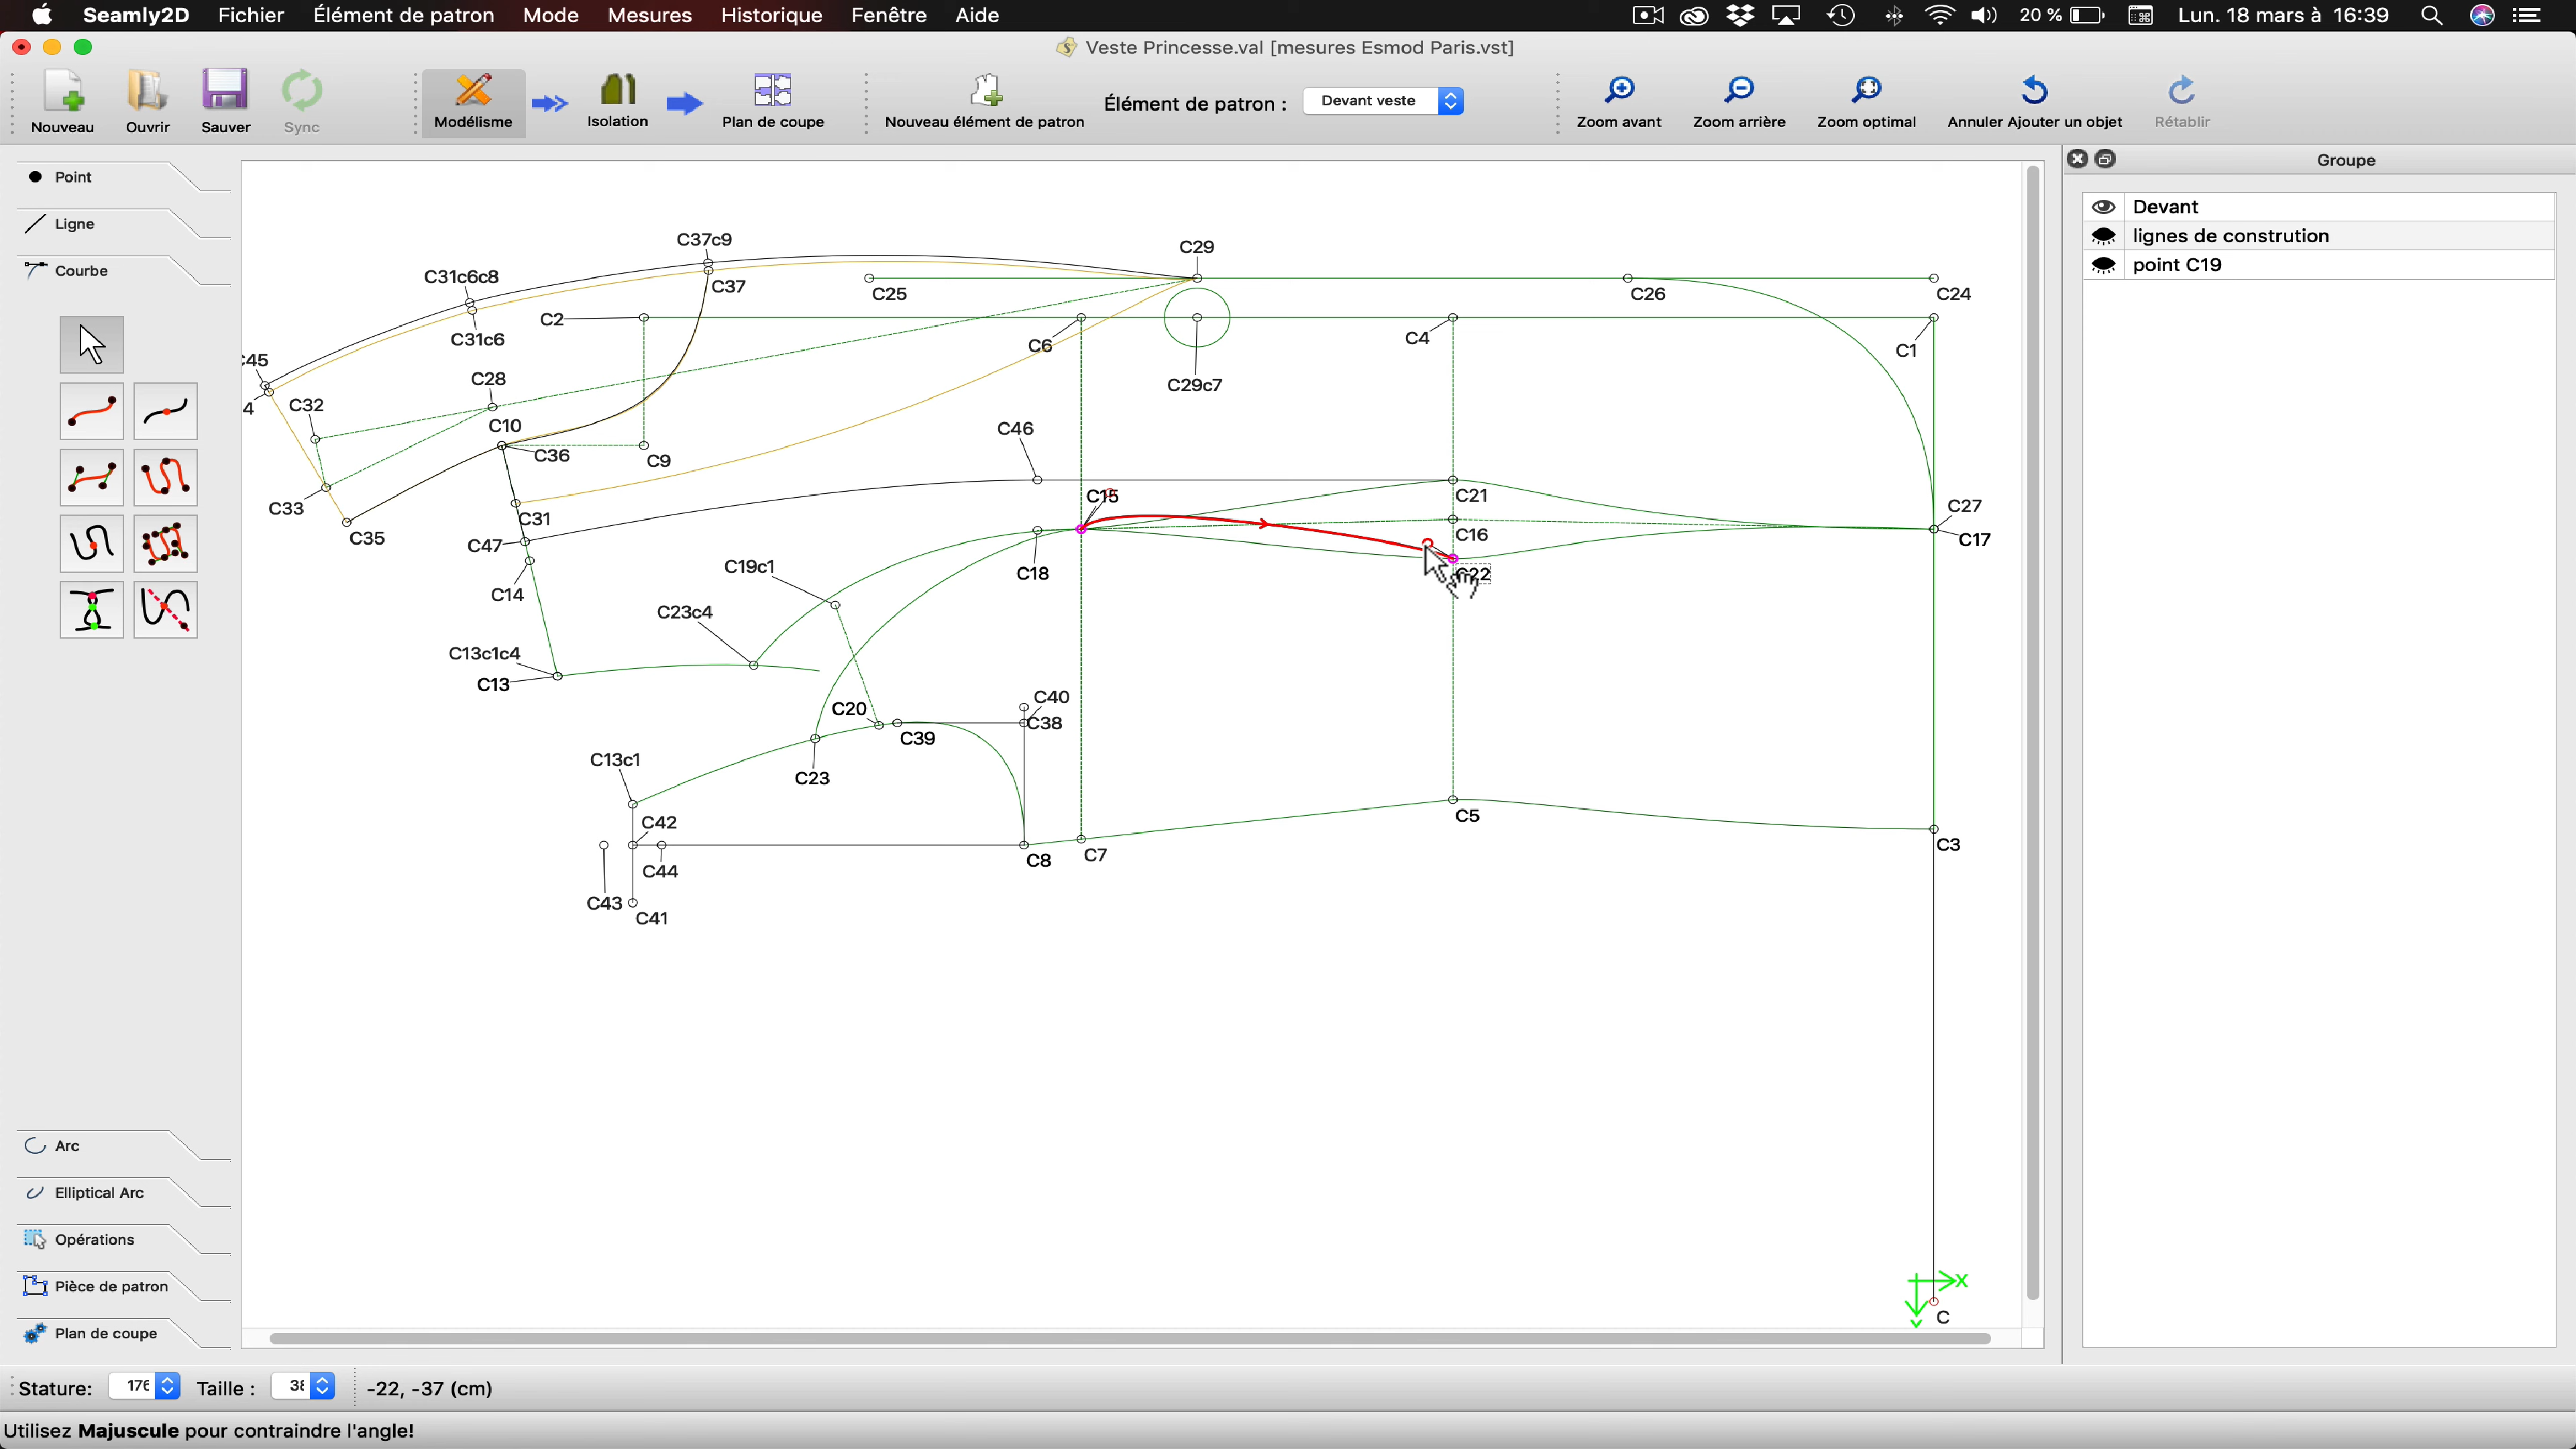 Seamly2D Fichier Élément de patron Mode Mesures Historique Fenêtre Aide 20 % Lun. 18 mars à 16:39
Veste Princesse.val [mesures Esmod Paris.vst]
Nouveau Ouvrir Sauver Sync Modélisme Isolation Plan de coupe Nouveau élément de patron Élément de patron : Devant veste Zoom avant Zoom arrière Zoom optimal Annuler Ajouter un objet Rétablir
Point
Ligne
Courbe
Arc
Elliptical Arc
Opérations
Pièce de patron
Plan de coupe
Groupe
Devant
lignes de constrution
point C19
C37c9
C29
C31c6c8
C37
C25
C26
C24
C2
C31c6
C6
C4
C1
C28
C29c7
C32
C10
C46
C36
C9
C33
C15
C21
C27
C31
C35
C47
C16
C17
C19c1
C18
C22
C14
C23c4
C13c1c4
C13
C40
C20
C38
C39
C13c1
C23
C42
C5
C8
C7
C3
C44
C43
C41
X
C
Stature: Taille : -22, -37 (cm)
Utilisez Majuscule pour contraindre l'angle!